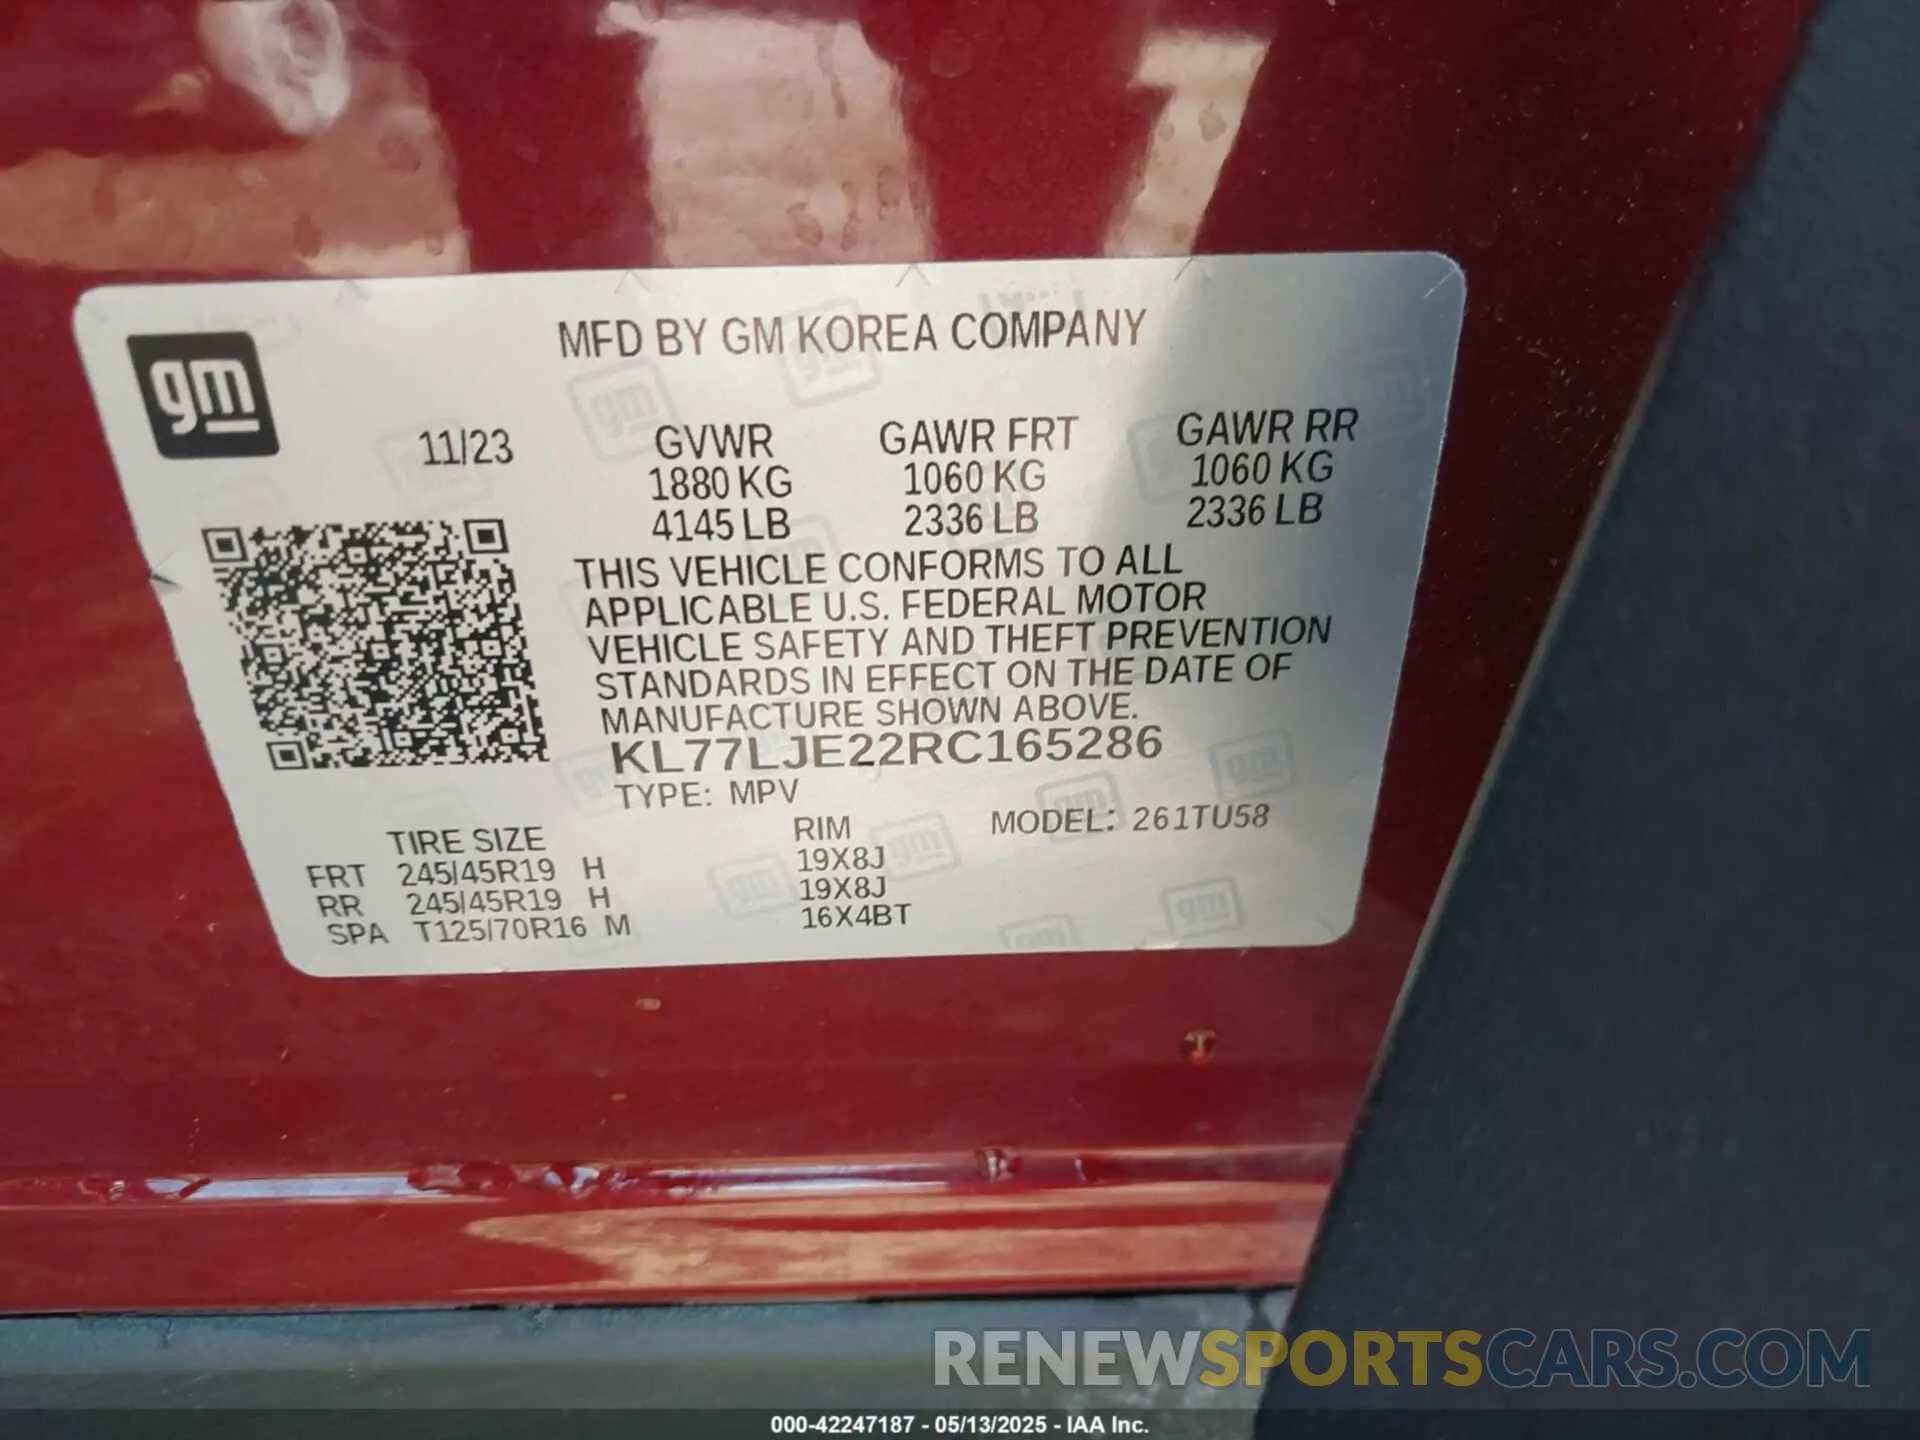 MFD BY GM KOREA COMPANY
gm
11/23 GVWR GAWR FRT GAWR RR
1880 KG 1060 KG 1060 KG
4145 LB 2336 LB 2336 LB
THIS VEHICLE CONFORMS TO ALL
APPLICABLE U.S. FEDERAL MOTOR
VEHICLE SAFETY AND THEFT PREVENTION
STANDARDS IN EFFECT ON THE DATE OF
MANUFACTURE SHOWN ABOVE.
KL77LJE22RC165286
TYPE: MPV
TIRE SIZE RIM MODEL: 261TU58
FRT 245/45R19 H 19X8J
RR 245/45R19 H 19X8J
SPA T125/70R16 M 16X4BT
RENEWSPORTSCARS.COM
000-42247187 - 05/13/2025 - IAA Inc.